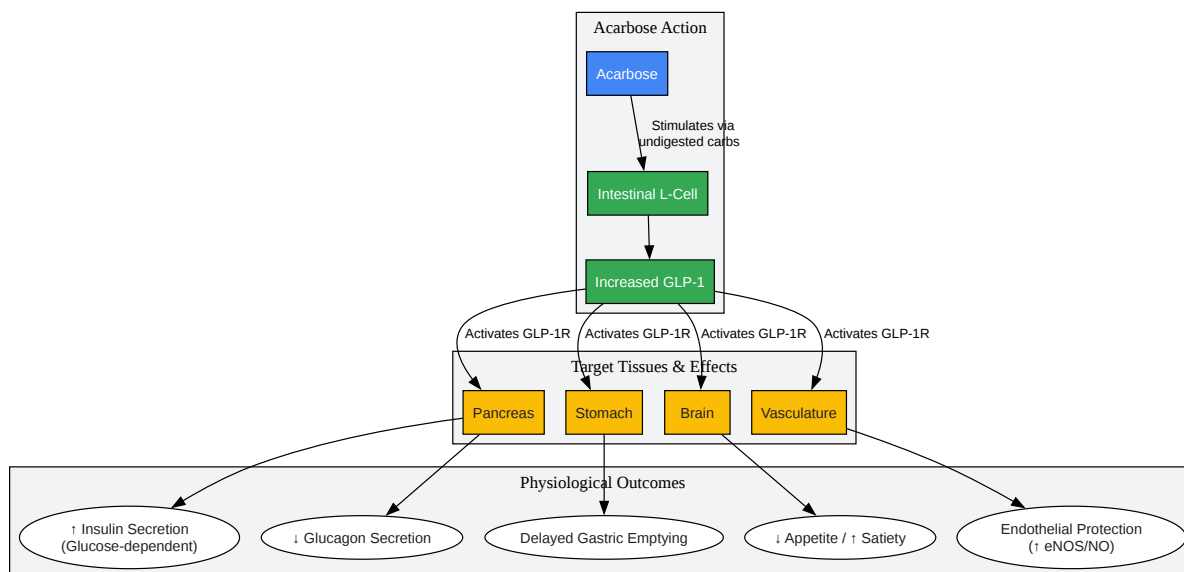 Acarbose Action
Acarbose
Stimulates via
undigested carbs
Intestinal L-Cell
Increased GLP-1
Activates GLP-1R
Activates GLP-1R
Activates GLP-1R
Activates GLP-1R
Target Tissues & Effects
Pancreas
Stomach
Brain
Vasculature
Physiological Outcomes
↑ Insulin Secretion
(Glucose-dependent)
↓ Glucagon Secretion
Delayed Gastric Emptying
↓ Appetite / ↑ Satiety
Endothelial Protection
(↑ eNOS/NO)